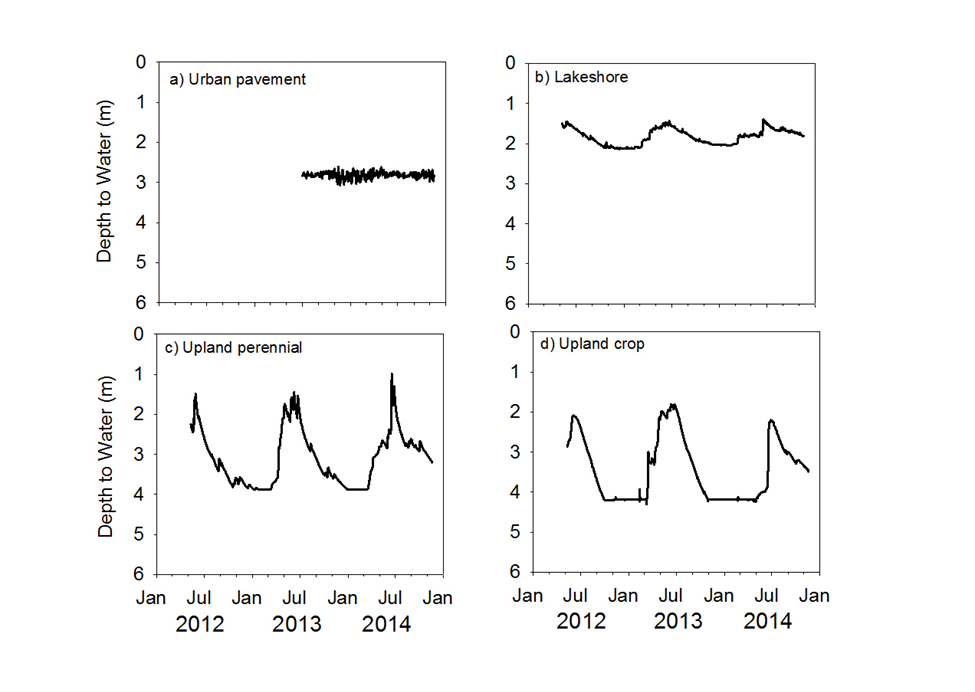 a) Urban pavement
Depth to Water (m)
0
1
2
3
4
5
6
b) Lakeshore
0
1
2
3
4
5
6
c) Upland perennial
Depth to Water (m)
0
1
2
3
4
5
6
Jan Jul Jan Jul Jan Jul Jan
2012 2013 2014
d) Upland crop
0
1
2
3
4
5
6
Jan Jul Jan Jul Jan Jul Jan
2012 2013 2014